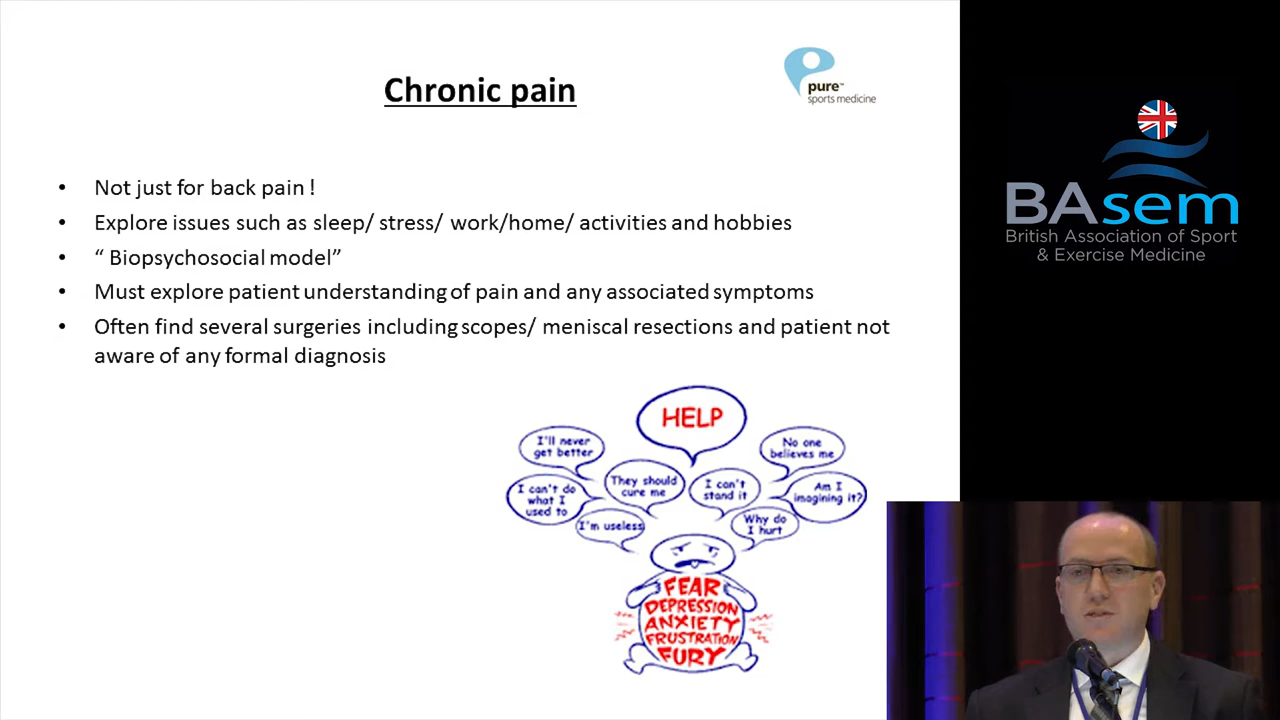 Chronic pain
pure™
sports medicine
• Not just for back pain !
• Explore issues such as sleep/ stress/ work/home/ activities and hobbies
• “ Biopsychosocial model”
• Must explore patient understanding of pain and any associated symptoms
• Often find several surgeries including scopes/ meniscal resections and patient not
aware of any formal diagnosis
HELP
I'll never
get better
No one
believes me
They should
cure me
I can't
stand it
I can't do
what I
used to
Am I
imagining it?
I'm useless
Why do
I hurt
FEAR
DEPRESSION
ANXIETY
FRUSTRATION
FURY
BAsem
British Association of Sport
& Exercise Medicine